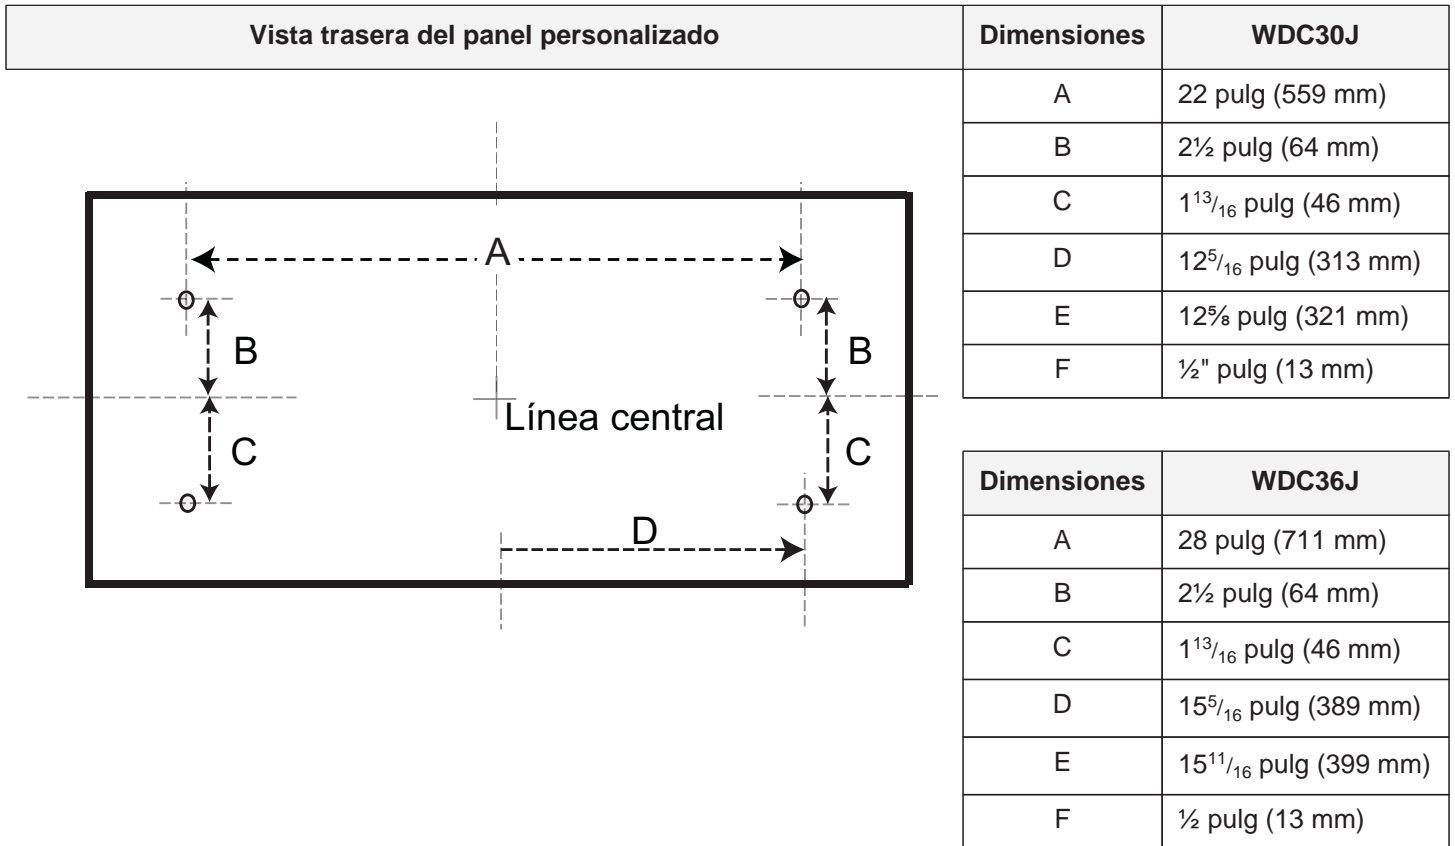 Vista trasera del panel personalizado
Dimensiones WDC30J
A 22 pulg (559 mm)
B 2½ pulg (64 mm)
C 1¹³/₁₆ pulg (46 mm)
D 12⁵/₁₆ pulg (313 mm)
E 12⅝ pulg (321 mm)
F ½" pulg (13 mm)
A
B
B
Línea central
C
C
D
Dimensiones WDC36J
A 28 pulg (711 mm)
B 2½ pulg (64 mm)
C 1¹³/₁₆ pulg (46 mm)
D 15⁵/₁₆ pulg (389 mm)
E 15¹¹/₁₆ pulg (399 mm)
F ½ pulg (13 mm)